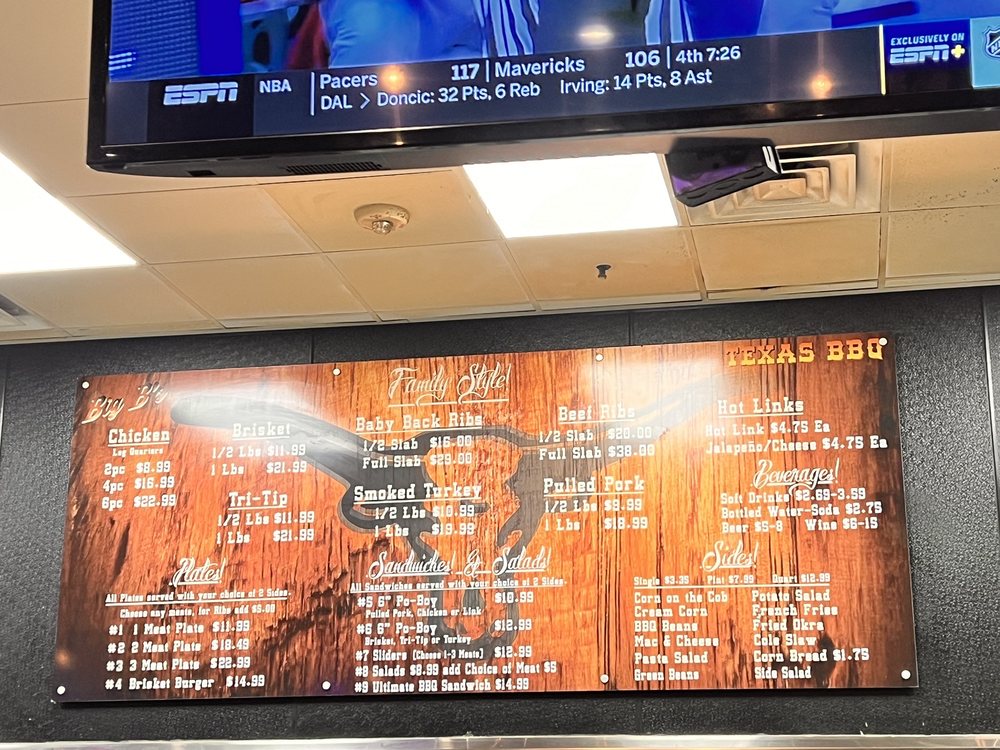 ESPN NBA Pacers 117 Mavericks 106 4th 7:26
DAL > Doncic: 32 Pts, 6 Reb Irving: 14 Pts, 8 Ast
EXCLUSIVELY ON
ESPN+
Big B's
TEXAS BBQ
Family Style!
Chicken
Leg Quarters
2pc $8.99
4pc $16.99
6pc $22.99
Brisket
1/2 Lbs $11.99
1 Lbs $21.99
Tri-Tip
1/2 Lbs $11.99
1 Lbs $21.99
Baby Back Ribs
1/2 Slab $16.00
Full Slab $29.00
Smoked Turkey
1/2 Lbs $10.99
1 Lbs $19.99
Beef Ribs
1/2 Slab $20.00
Full Slab $38.00
Pulled Pork
1/2 Lbs $9.99
1 Lbs $18.99
Hot Links
Hot Link $4.75 Ea
Jalapeño/Cheese $4.75 Ea
Beverages!
Soft Drinks $2.69-3.59
Bottled Water-Soda $2.75
Beer $5-8 Wine $6-15
Plates!
All Plates served with your choice of 2 Sides.
Choose any meats, for Ribs add $5.00
#1 1 Meat Plate $11.99
#2 2 Meat Plate $18.49
#3 3 Meat Plate $22.99
#4 Brisket Burger $14.99
Sandwiches! & Salads!
All Sandwiches served with your choice of 2 Sides.
#5 6" Po-Boy $10.99
Pulled Pork, Chicken or Link
#6 6" Po-Boy $12.99
Brisket, Tri-Tip or Turkey
#7 Sliders (Choose 1-3 Meats) $12.99
#8 Salads $8.99 add Choice of Meat $5
#9 Ultimate BBQ Sandwich $14.99
Sides!
Single $3.35 Pint $7.99 Quart $12.99
Corn on the Cob
Cream Corn
BBQ Beans
Mac & Cheese
Pasta Salad
Green Beans
Potato Salad
French Fries
Fried Okra
Cole Slaw
Corn Bread $1.75
Side Salad